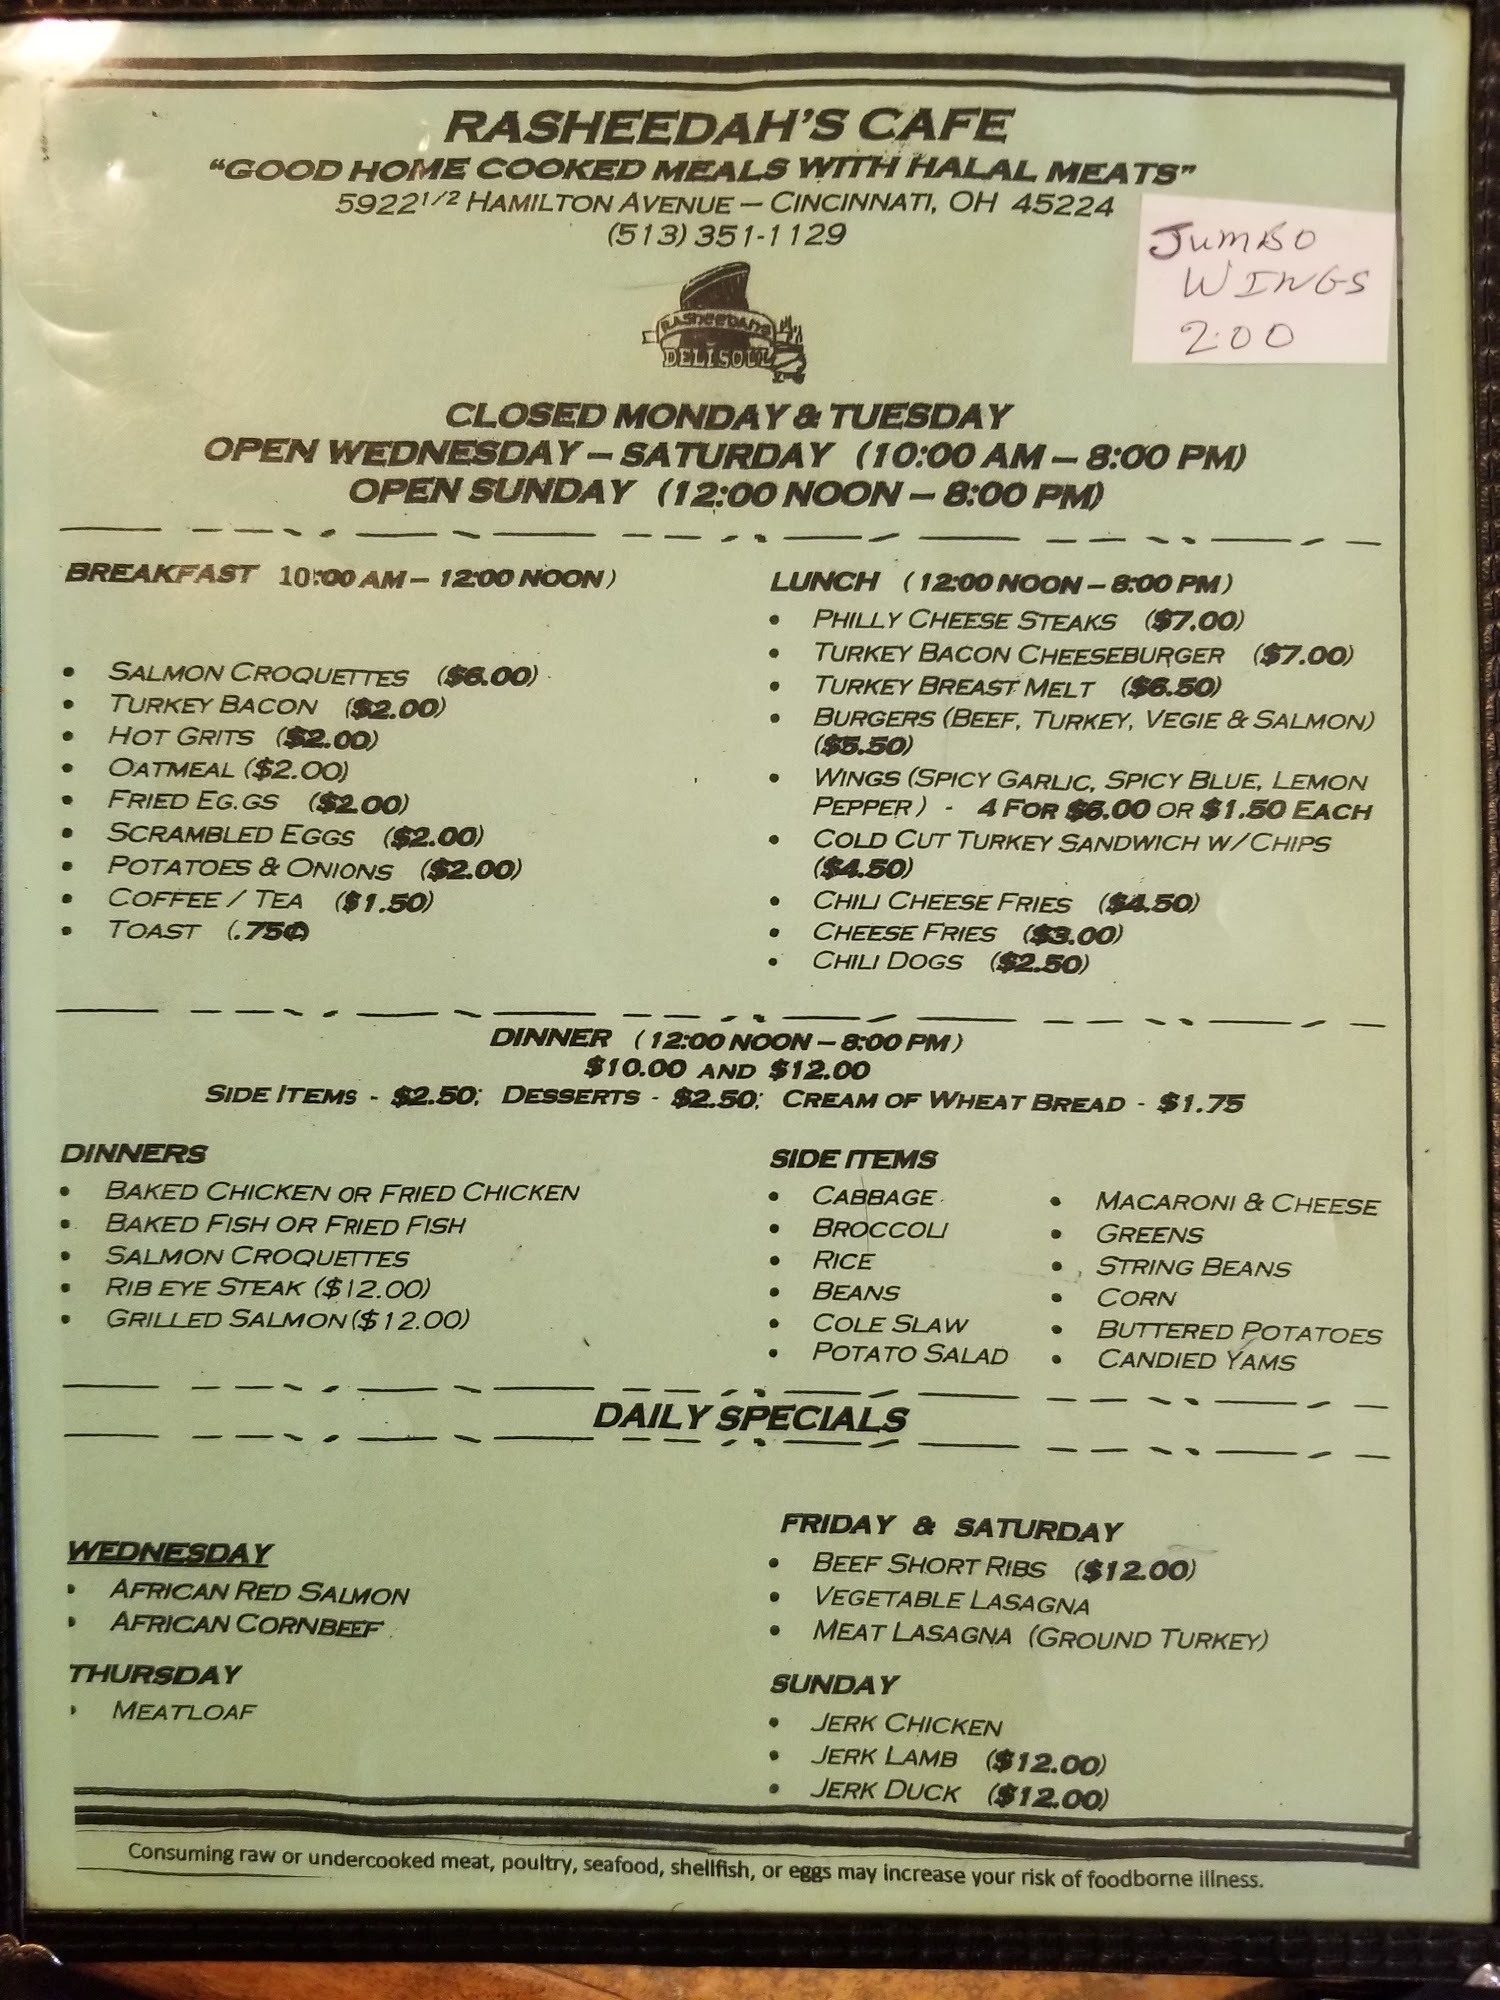 RASHEEDAH'S CAFE
"GOOD HOME COOKED MEALS WITH HALAL MEATS"
5922 1/2 HAMILTON AVENUE – CINCINNATI, OH 45224
(513) 351-1129
JUMBO
WINGS
2.00
RASHEEDAHS
DELISOUL
CLOSED MONDAY & TUESDAY
OPEN WEDNESDAY – SATURDAY (10:00 AM – 8:00 PM)
OPEN SUNDAY (12:00 NOON – 8:00 PM)
BREAKFAST 10:00 AM – 12:00 NOON)
• SALMON CROQUETTES ($6.00)
• TURKEY BACON ($2.00)
• HOT GRITS ($2.00)
• OATMEAL ($2.00)
• FRIED EG.GS ($2.00)
• SCRAMBLED EGGS ($2.00)
• POTATOES & ONIONS ($2.00)
• COFFEE / TEA ($1.50)
• TOAST (.75¢)
LUNCH (12:00 NOON – 8:00 PM)
• PHILLY CHEESE STEAKS ($7.00)
• TURKEY BACON CHEESEBURGER ($7.00)
• TURKEY BREAST MELT ($6.50)
• BURGERS (BEEF, TURKEY, VEGIE & SALMON)
($5.50)
• WINGS (SPICY GARLIC, SPICY BLUE, LEMON
PEPPER) - 4 FOR $6.00 OR $1.50 EACH
• COLD CUT TURKEY SANDWICH W/CHIPS
($4.50)
• CHILI CHEESE FRIES ($4.50)
• CHEESE FRIES ($3.00)
• CHILI DOGS ($2.50)
DINNER (12:00 NOON – 8:00 PM)
$10.00 AND $12.00
SIDE ITEMS - $2.50; DESSERTS - $2.50; CREAM OF WHEAT BREAD - $1.75
DINNERS
• BAKED CHICKEN OR FRIED CHICKEN
• BAKED FISH OR FRIED FISH
• SALMON CROQUETTES
• RIB EYE STEAK ($12.00)
• GRILLED SALMON ($12.00)
SIDE ITEMS
• CABBAGE
• BROCCOLI
• RICE
• BEANS
• COLE SLAW
• POTATO SALAD
• MACARONI & CHEESE
• GREENS
• STRING BEANS
• CORN
• BUTTERED POTATOES
• CANDIED YAMS
DAILY SPECIALS
WEDNESDAY
• AFRICAN RED SALMON
• AFRICAN CORNBEEF
THURSDAY
• MEATLOAF
FRIDAY & SATURDAY
• BEEF SHORT RIBS ($12.00)
• VEGETABLE LASAGNA
• MEAT LASAGNA (GROUND TURKEY)
SUNDAY
• JERK CHICKEN
• JERK LAMB ($12.00)
• JERK DUCK ($12.00)
Consuming raw or undercooked meat, poultry, seafood, shellfish, or eggs may increase your risk of foodborne illness.